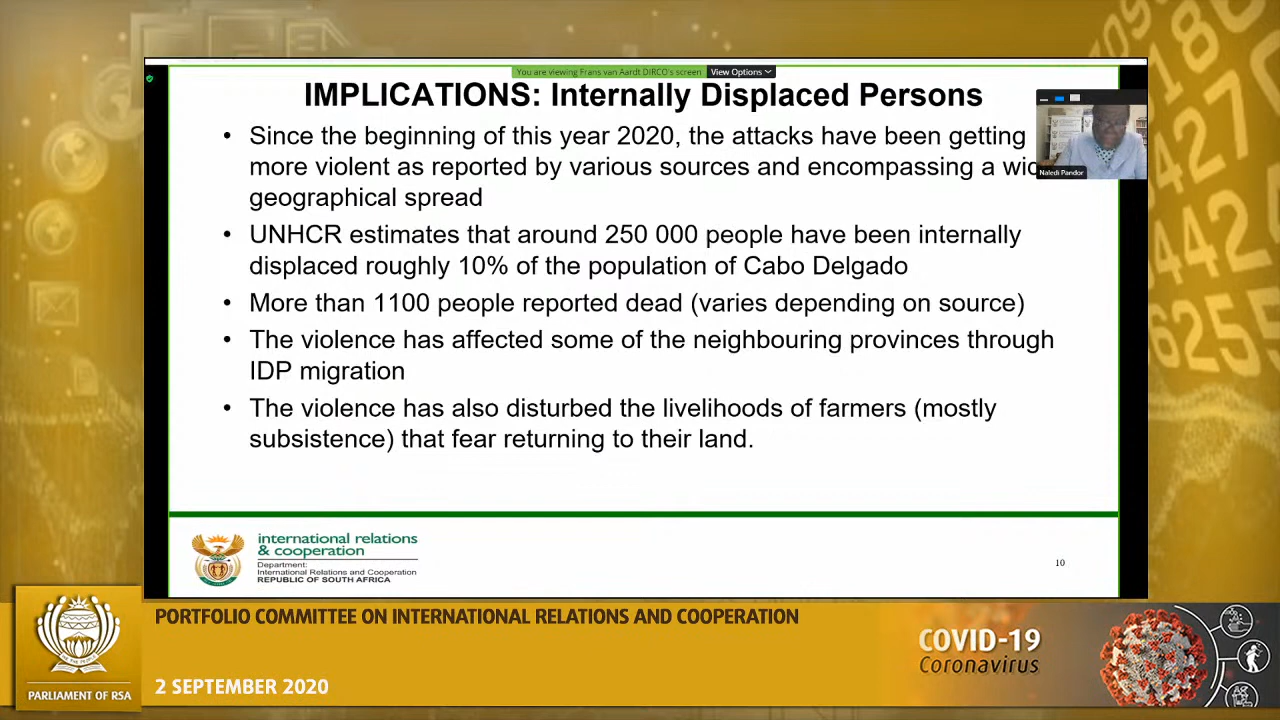 You are viewing Frans van Aardt DIRCO's screen View Options
IMPLICATIONS: Internally Displaced Persons
• Since the beginning of this year 2020, the attacks have been getting
more violent as reported by various sources and encompassing a
geographical spread
• UNHCR estimates that around 250 000 people have been internally
displaced roughly 10% of the population of Cabo Delgado
• More than 1100 people reported dead (varies depending on source)
• The violence has affected some of the neighbouring provinces through
IDP migration
• The violence has also disturbed the livelihoods of farmers (mostly
subsistence) that fear returning to their land.
Naledi Pandor
international relations
& cooperation
Department:
International Relations and Cooperation
REPUBLIC OF SOUTH AFRICA
10
PORTFOLIO COMMITTEE ON INTERNATIONAL RELATIONS AND COOPERATION
2 SEPTEMBER 2020
PARLIAMENT OF RSA
COVID-19
Coronavirus